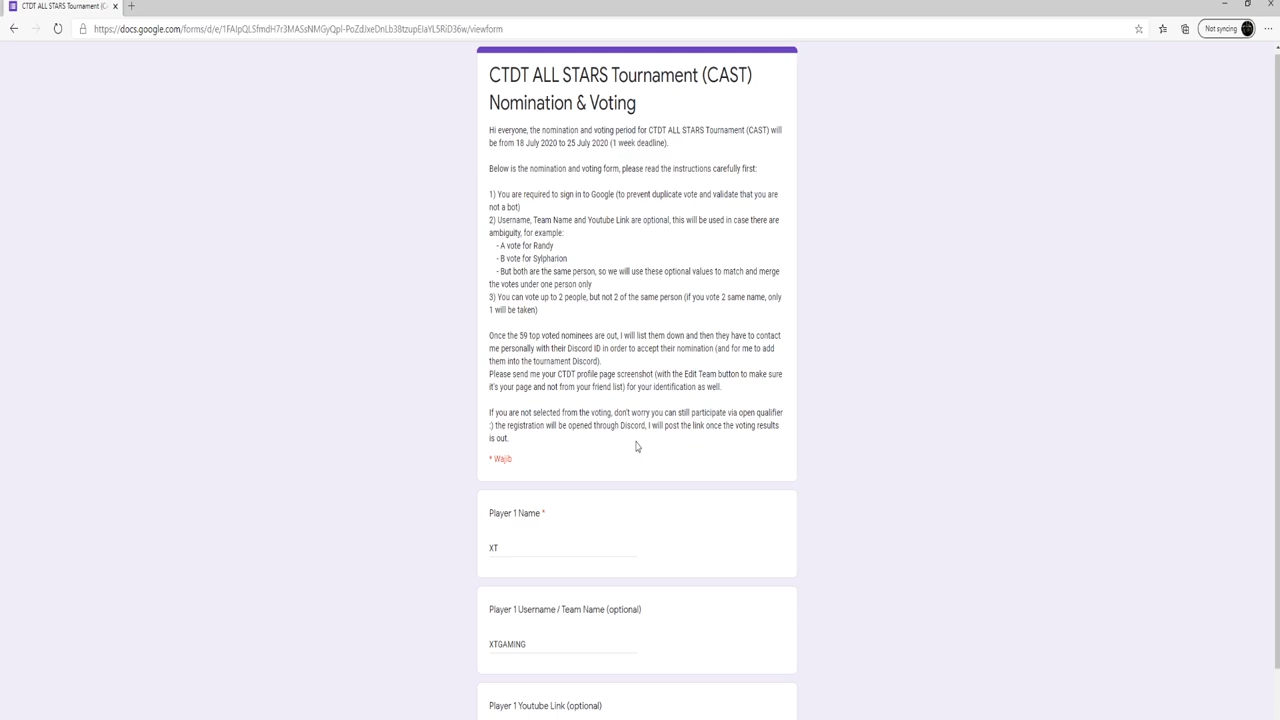 CTDT ALL STARS Tournament (C
Not syncing
CTDT ALL STARS Tournament (CAST)
Nomination & Voting
Hi everyone, the nomination and voting period for CTDT ALL STARS Tournament (CAST) will
be from 18 July 2020 to 25 July 2020 (1 week deadline).
Below is the nomination and voting form, please read the instructions carefully first:
1) You are required to sign in to Google (to prevent duplicate vote and validate that you are
not a bot)
2) Username, Team Name and Youtube Link are optional, this will be used in case there are
ambiguity, for example:
- A vote for Randy
- B vote for Sylpharion
- But both are the same person, so we will use these optional values to match and merge
the votes under one person only
3) You can vote up to 2 people, but not 2 of the same person (if you vote 2 same name, only
1 will be taken)
Once the 59 top voted nominees are out, I will list them down and then they have to contact
me personally with their Discord ID in order to accept their nomination (and for me to add
them into the tournament Discord).
Please send me your CTDT profile page screenshot (with the Edit Team button to make sure
it's your page and not from your friend list) for your identification as well.
If you are not selected from the voting, don't worry you can still participate via open qualifier
:) the registration will be opened through Discord, I will post the link once the voting results
is out.
* Wajib
Player 1 Name *
XT
Player 1 Username / Team Name (optional)
XTGAMING
Player 1 Youtube Link (optional)